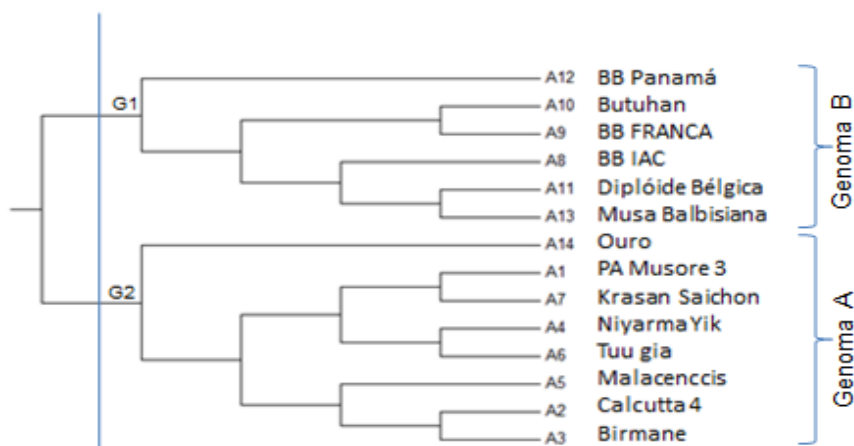 A12 BB Panamá
G1
A10 Butuhan
A9 BB FRANCA
A8 BB IAC
A11 Diplóide Bélgica
A13 Musa Balbisiana
Genoma B
A14 Ouro
G2
A1 PA Musore 3
A7 Krasan Saichon
A4 Niyarma Yik
A6 Tuu gia
A5 Malacenccis
A2 Calcutta 4
A3 Birmane
Genoma A